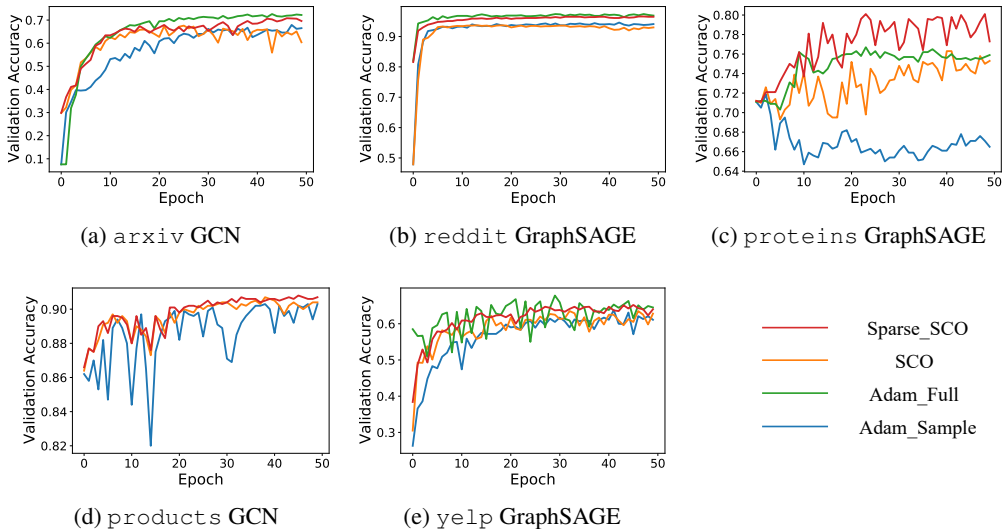 Validation Accuracy
0.7
0.6
0.5
0.4
0.3
0.2
0.1
0 10 20 30 40 50
Epoch
(a) arxiv GCN
Validation Accuracy
0.9
0.8
0.7
0.6
0.5
0 10 20 30 40 50
Epoch
(b) reddit GraphSAGE
Validation Accuracy
0.80
0.78
0.76
0.74
0.72
0.70
0.68
0.66
0.64
0 10 20 30 40 50
Epoch
(c) proteins GraphSAGE
Validation Accuracy
0.90
0.88
0.86
0.84
0.82
0 10 20 30 40 50
Epoch
(d) products GCN
Validation Accuracy
0.6
0.5
0.4
0.3
0 10 20 30 40 50
Epoch
(e) yelp GraphSAGE
Sparse_SCO
SCO
Adam_Full
Adam_Sample